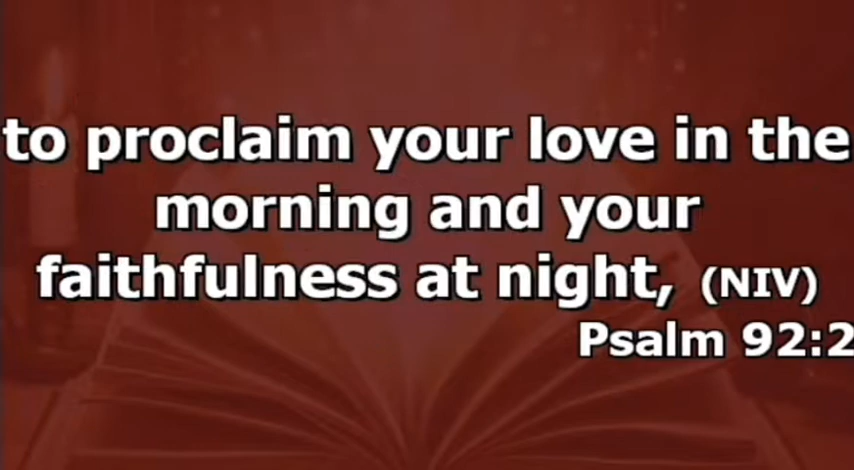 to proclaim your love in the
morning and your
faithfulness at night, (NIV)
Psalm 92:2